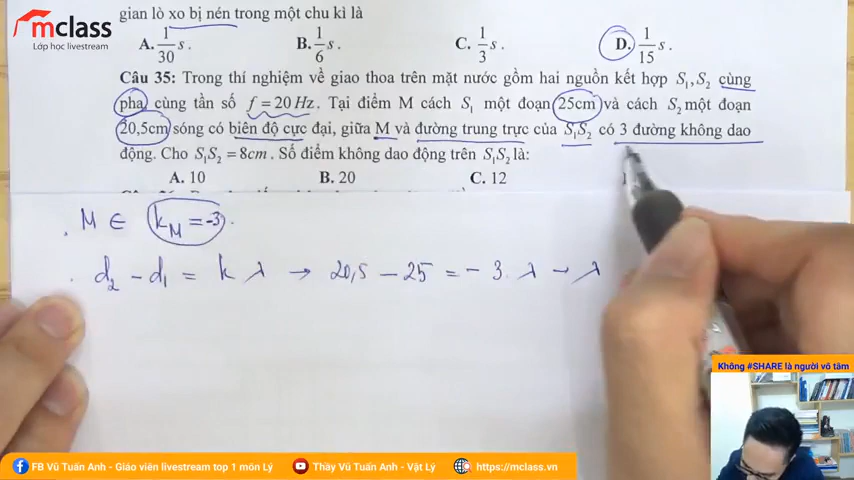 mclass
Lớp học livestream
gian lò xo bị nén trong một chu kì là
A. 1/30 s. B. 1/6 s. C. 1/3 s. D. 1/15 s.
Câu 35: Trong thí nghiệm về giao thoa trên mặt nước gồm hai nguồn kết hợp S₁,S₂ cùng
pha, cùng tần số f = 20 Hz. Tại điểm M cách S₁ một đoạn 25cm và cách S₂ một đoạn
20,5cm sóng có biên độ cực đại, giữa M và đường trung trực của S₁S₂ có 3 đường không dao
động. Cho S₁S₂ = 8cm. Số điểm không dao động trên S₁S₂ là:
A. 10 B. 20 C. 12
. M ∈ k_M = -3.
. d₂ - d₁ = k λ → 20,5 - 25 = - 3. λ → λ
Không #SHARE là người vô tâm
FB Vũ Tuấn Anh - Giáo viên livestream top 1 môn Lý Thầy Vũ Tuấn Anh - Vật Lý https://mclass.vn